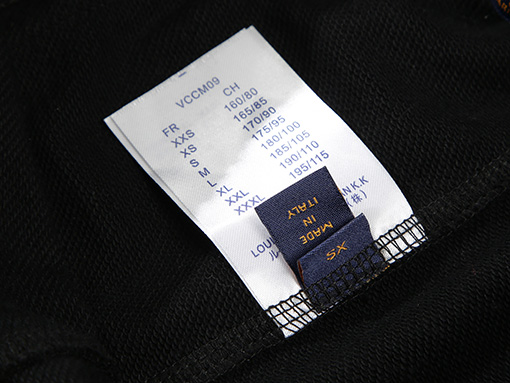 VCCM09
FR CH
XXS 160/80
XS 165/85
S 170/90
M 175/95
L 180/100
XL 185/105
XXL 190/110
XXXL 195/115
K.K
(株)
MADE
IN
ITALY
XS